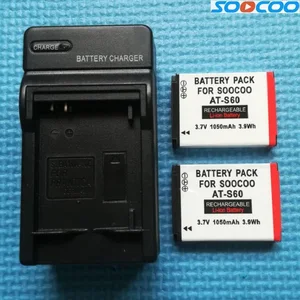 SOOCOO
CHARGE
BATTERY CHARGER
BATTERY PACK
FOR SOOCOO
AT-S60
RECHARGEABLE
Li-ion Battery
3.7V 1050mAh 3.9Wh
BATTERY PACK
FOR SOOCOO
AT-S60
RECHARGEABLE
Li-ion Battery
3.7V 1050mAh 3.9Wh